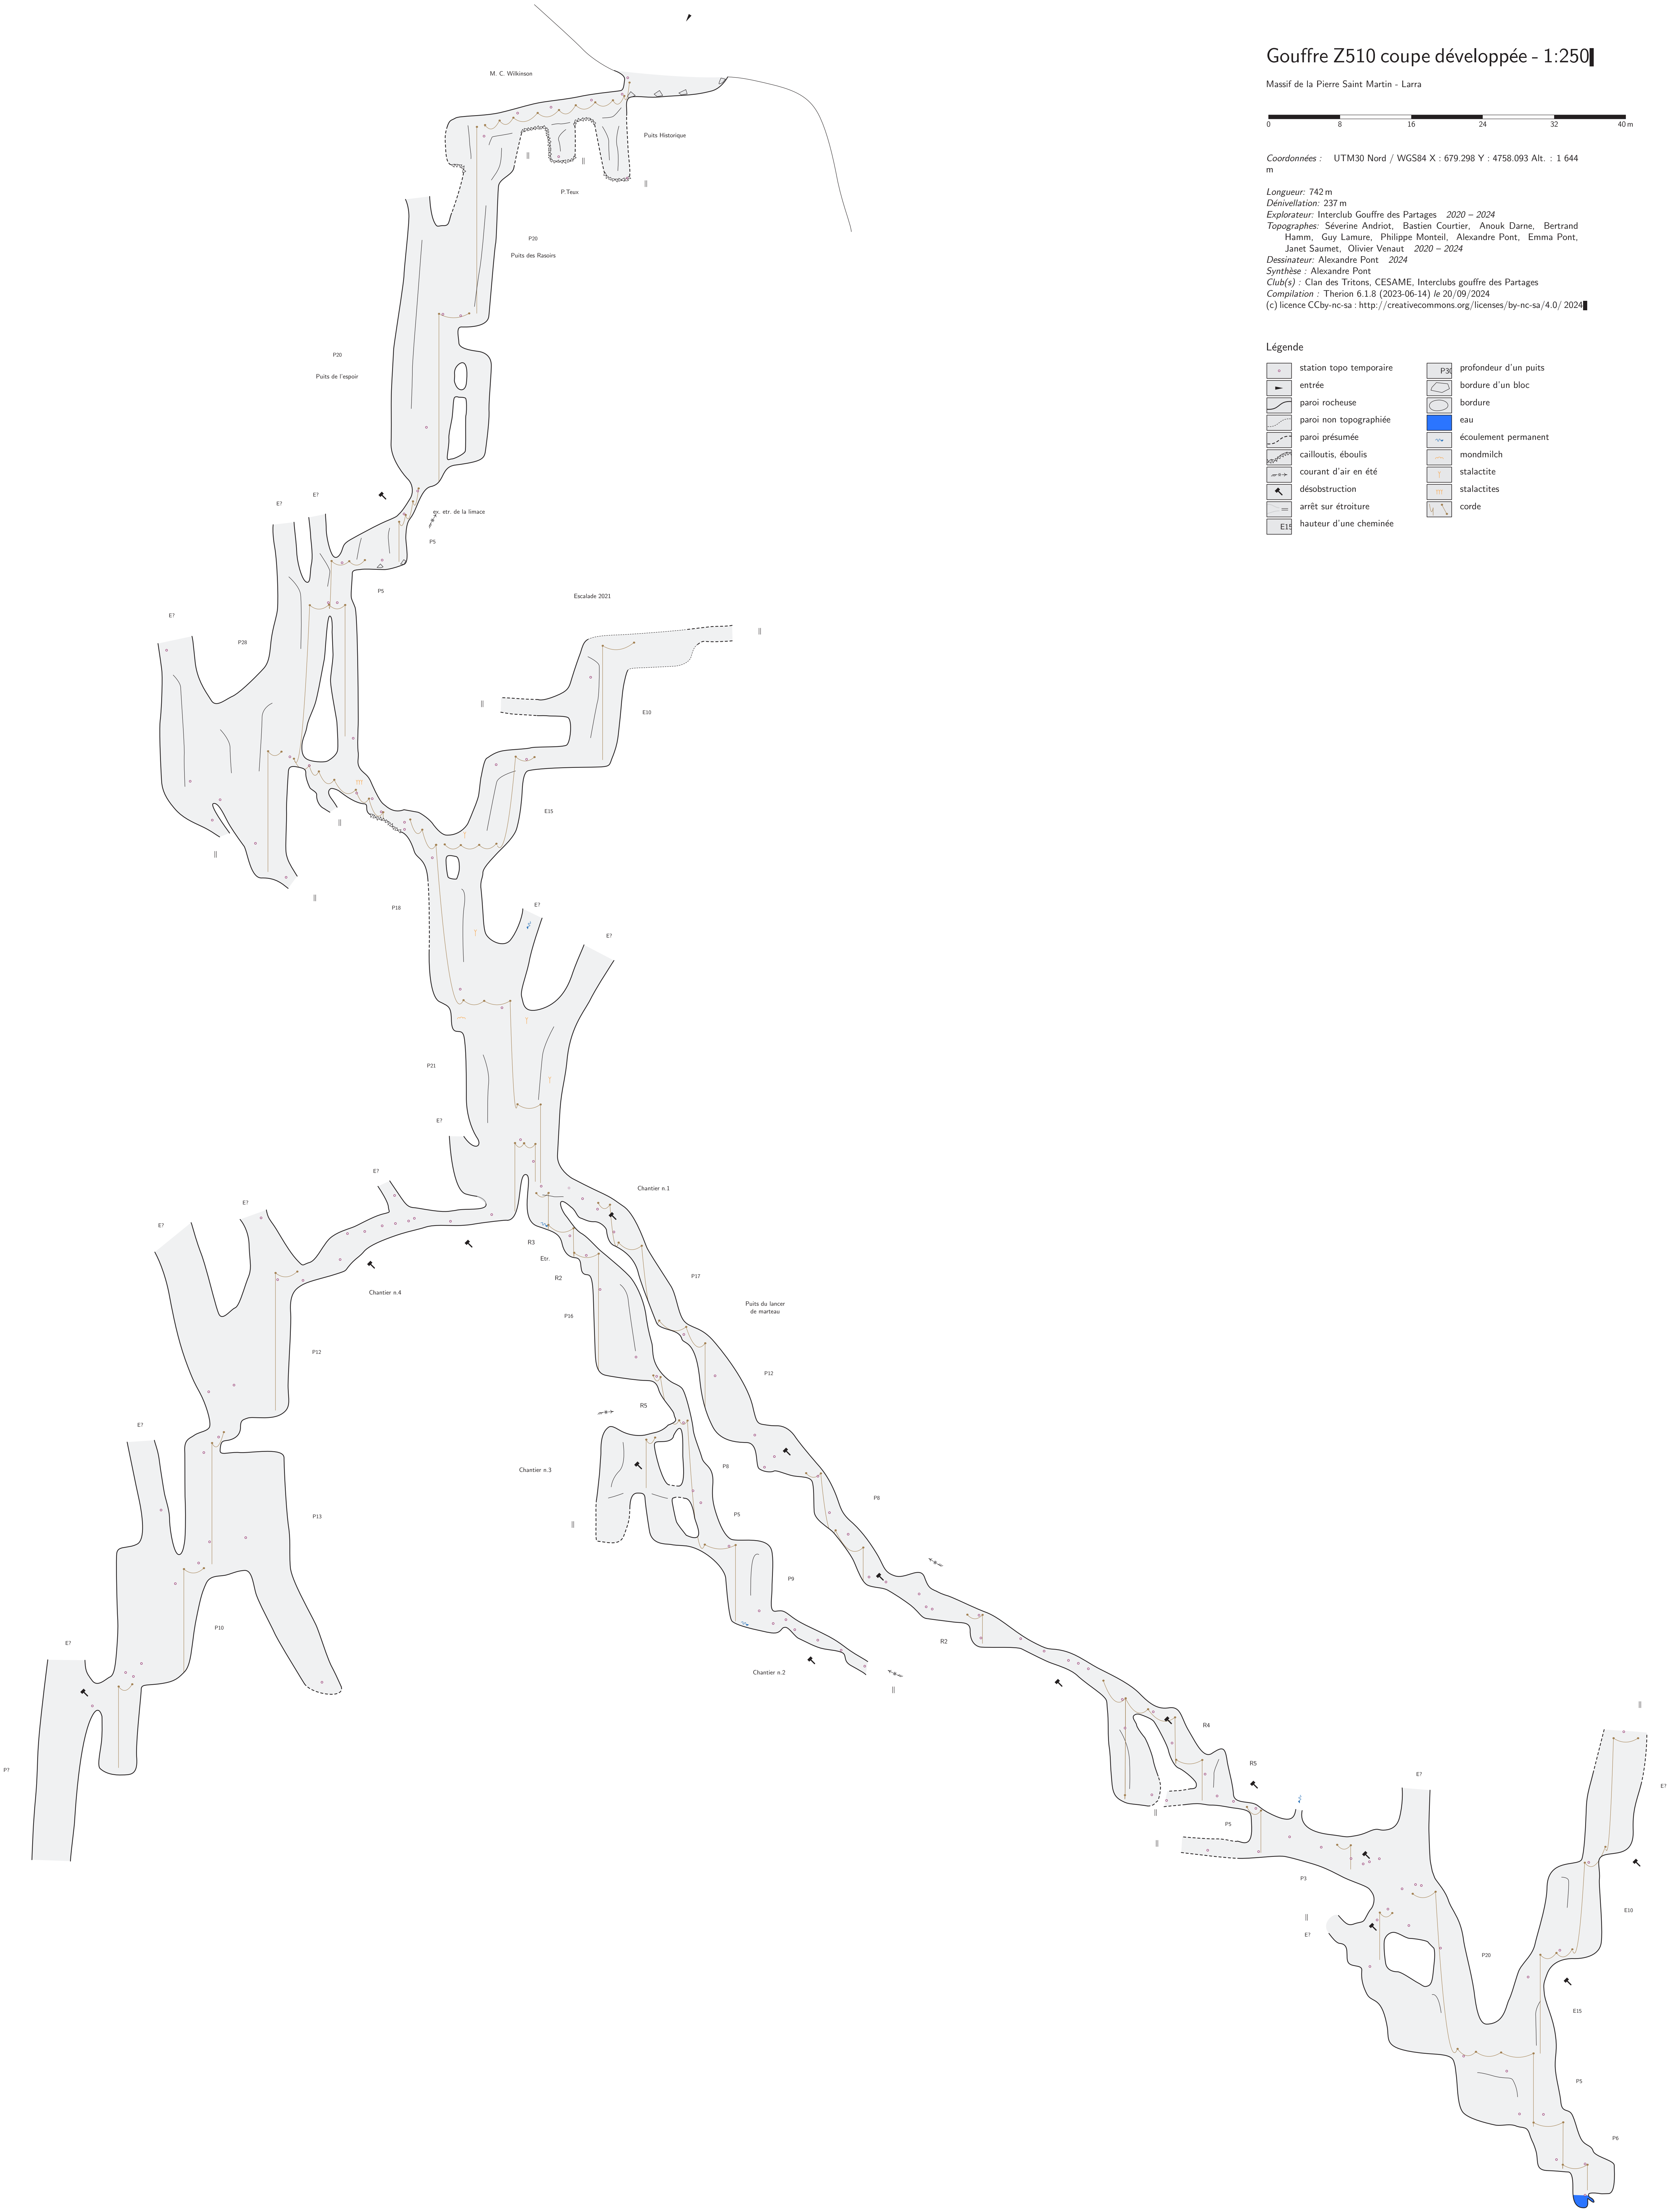 Gouffre Z510 coupe développée - 1:250
Massif de la Pierre Saint Martin - Larra
0 8 16 24 32 40 m
Coordonnées : UTM30 Nord / WGS84 X : 679.298 Y : 4758.093 Alt. : 1 644
m
Longueur: 742 m
Dénivellation: 237 m
Explorateur: Interclub Gouffre des Partages 2020 – 2024
Topographes: Séverine Andriot, Bastien Courtier, Anouk Darne, Bertrand
Hamm, Guy Lamure, Philippe Monteil, Alexandre Pont, Emma Pont,
Janet Saumet, Olivier Venaut 2020 – 2024
Dessinateur: Alexandre Pont 2024
Synthèse : Alexandre Pont
Club(s) : Clan des Tritons, CESAME, Interclubs gouffre des Partages
Compilation : Therion 6.1.8 (2023-06-14) le 20/09/2024
(c) licence CCby-nc-sa : http://creativecommons.org/licenses/by-nc-sa/4.0/ 2024
Légende
station topo temporaire
entrée
paroi rocheuse
paroi non topographiée
paroi présumée
cailloutis, éboulis
courant d'air en été
désobstruction
arrêt sur étroiture
E15 hauteur d'une cheminée
P30 profondeur d'un puits
bordure d'un bloc
bordure
eau
écoulement permanent
mondmilch
stalactite
stalactites
corde
M. C. Wilkinson
Puits Historique
P.Teux
P20
Puits des Rasoirs
P20
Puits de l'espoir
E?
E?
ex. etr. de la limace
P5
P5
Escalade 2021
E?
P28
E10
E15
P18
E?
E?
P21
E?
E?
Chantier n.1
E?
E?
R3
Etr.
R2
P17
Chantier n.4
Puits du lancer
de marteau
P16
P12
P12
R5
E?
P8
Chantier n.3
P8
P5
P13
P9
P10
R2
E?
Chantier n.2
R4
R5
P?
E?
E?
P5
P3
E10
E?
P20
E15
P5
P6